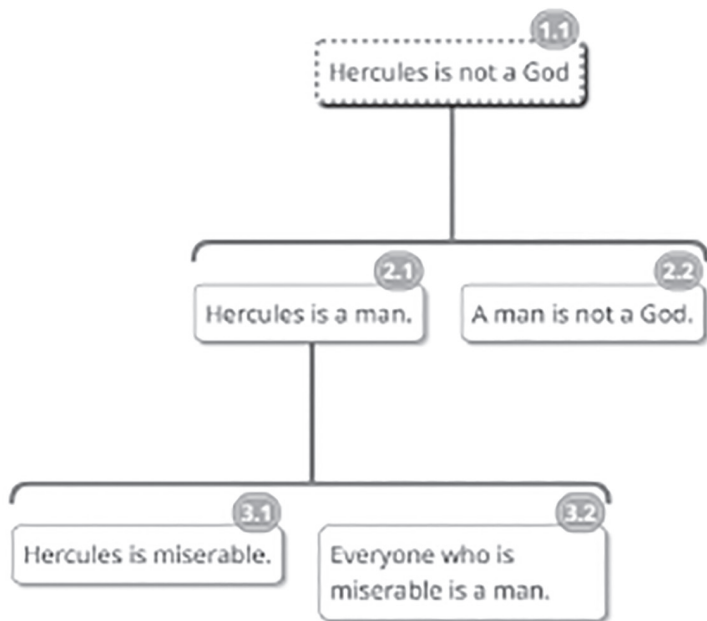 1.1
Hercules is not a God
2.1
Hercules is a man.
2.2
A man is not a God.
3.1
Hercules is miserable.
3.2
Everyone who is
miserable is a man.